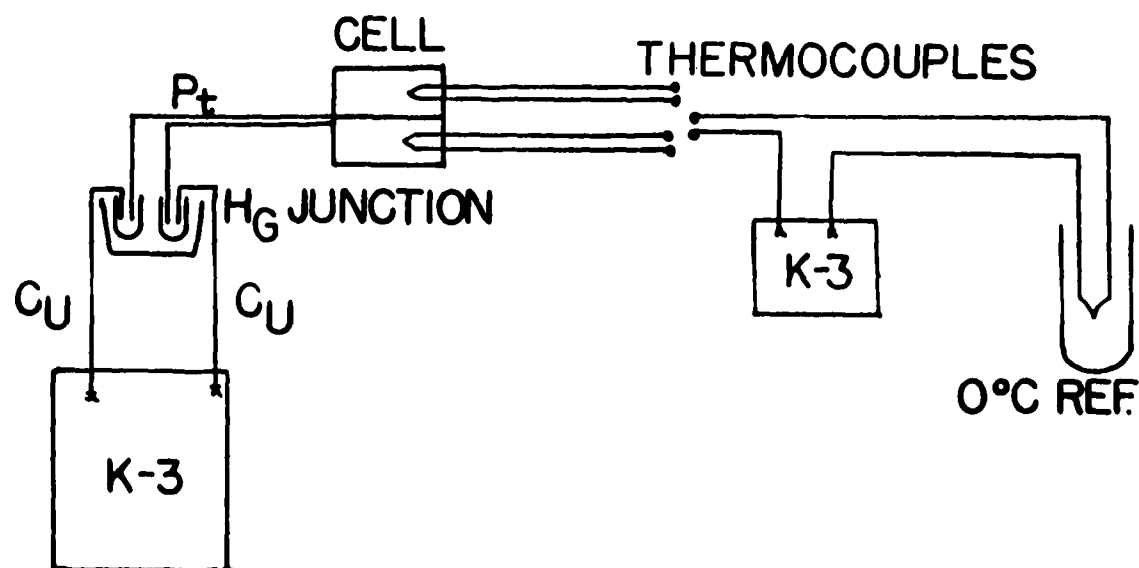 CELL
THERMOCOUPLES
Pt
HG JUNCTION
K-3
CU
CU
0°C REF.
K-3